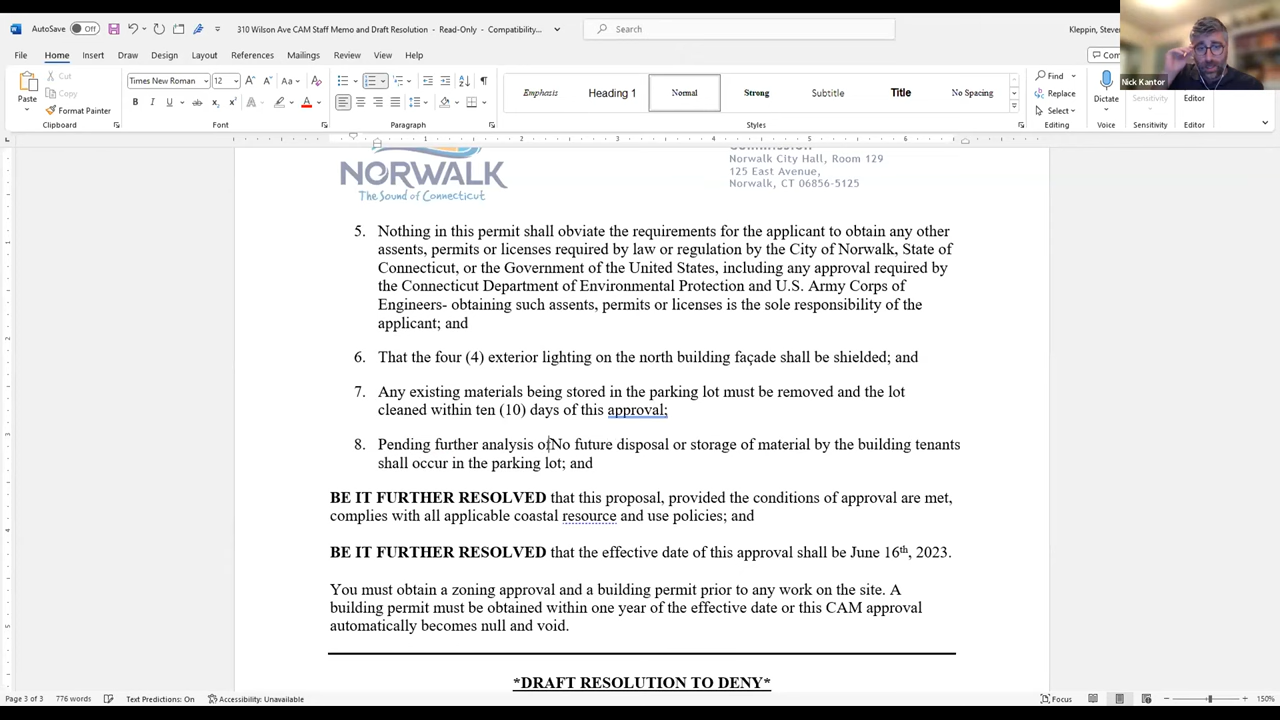 AutoSave Off 310 Wilson Ave CAM Staff Memo and Draft Resolution - Read-Only - Compatibility... Search Kleppin, Steven
File Home Insert Draw Design Layout References Mailings Review View Help
Cut
Copy
Format Painter
Paste
Clipboard
Times New Roman 12
Font
Paragraph
Emphasis Heading 1 Normal Strong Subtitle Title No Spacing
Styles
Find
Replace
Select
Editing
Dictate
Voice
Sensitivity
Sensitivity
Editor
Editor
Nick Kantor
NORWALK
The Sound of Connecticut
Norwalk City Hall, Room 129
125 East Avenue,
Norwalk, CT 06856-5125
5. Nothing in this permit shall obviate the requirements for the applicant to obtain any other
assents, permits or licenses required by law or regulation by the City of Norwalk, State of
Connecticut, or the Government of the United States, including any approval required by
the Connecticut Department of Environmental Protection and U.S. Army Corps of
Engineers- obtaining such assents, permits or licenses is the sole responsibility of the
applicant; and
6. That the four (4) exterior lighting on the north building façade shall be shielded; and
7. Any existing materials being stored in the parking lot must be removed and the lot
cleaned within ten (10) days of this approval;
8. Pending further analysis ofNo future disposal or storage of material by the building tenants
shall occur in the parking lot; and
BE IT FURTHER RESOLVED that this proposal, provided the conditions of approval are met,
complies with all applicable coastal resource and use policies; and
BE IT FURTHER RESOLVED that the effective date of this approval shall be June 16th, 2023.
You must obtain a zoning approval and a building permit prior to any work on the site. A
building permit must be obtained within one year of the effective date or this CAM approval
automatically becomes null and void.
*DRAFT RESOLUTION TO DENY*
Page 3 of 3 776 words Text Predictions: On Accessibility: Unavailable Focus 150%